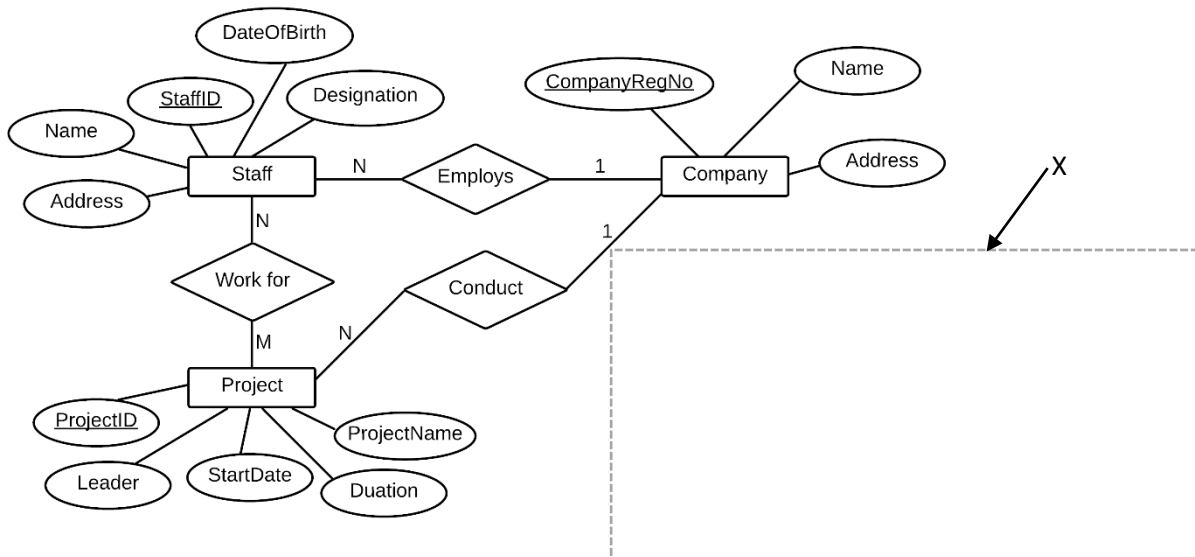 DateOfBirth
StaffID
Designation
Name
Address
Staff
N
Employs
1
CompanyRegNo
Name
Company
Address
X
N
Work for
M
1
Conduct
N
Project
ProjectID
Leader
StartDate
Duation
ProjectName